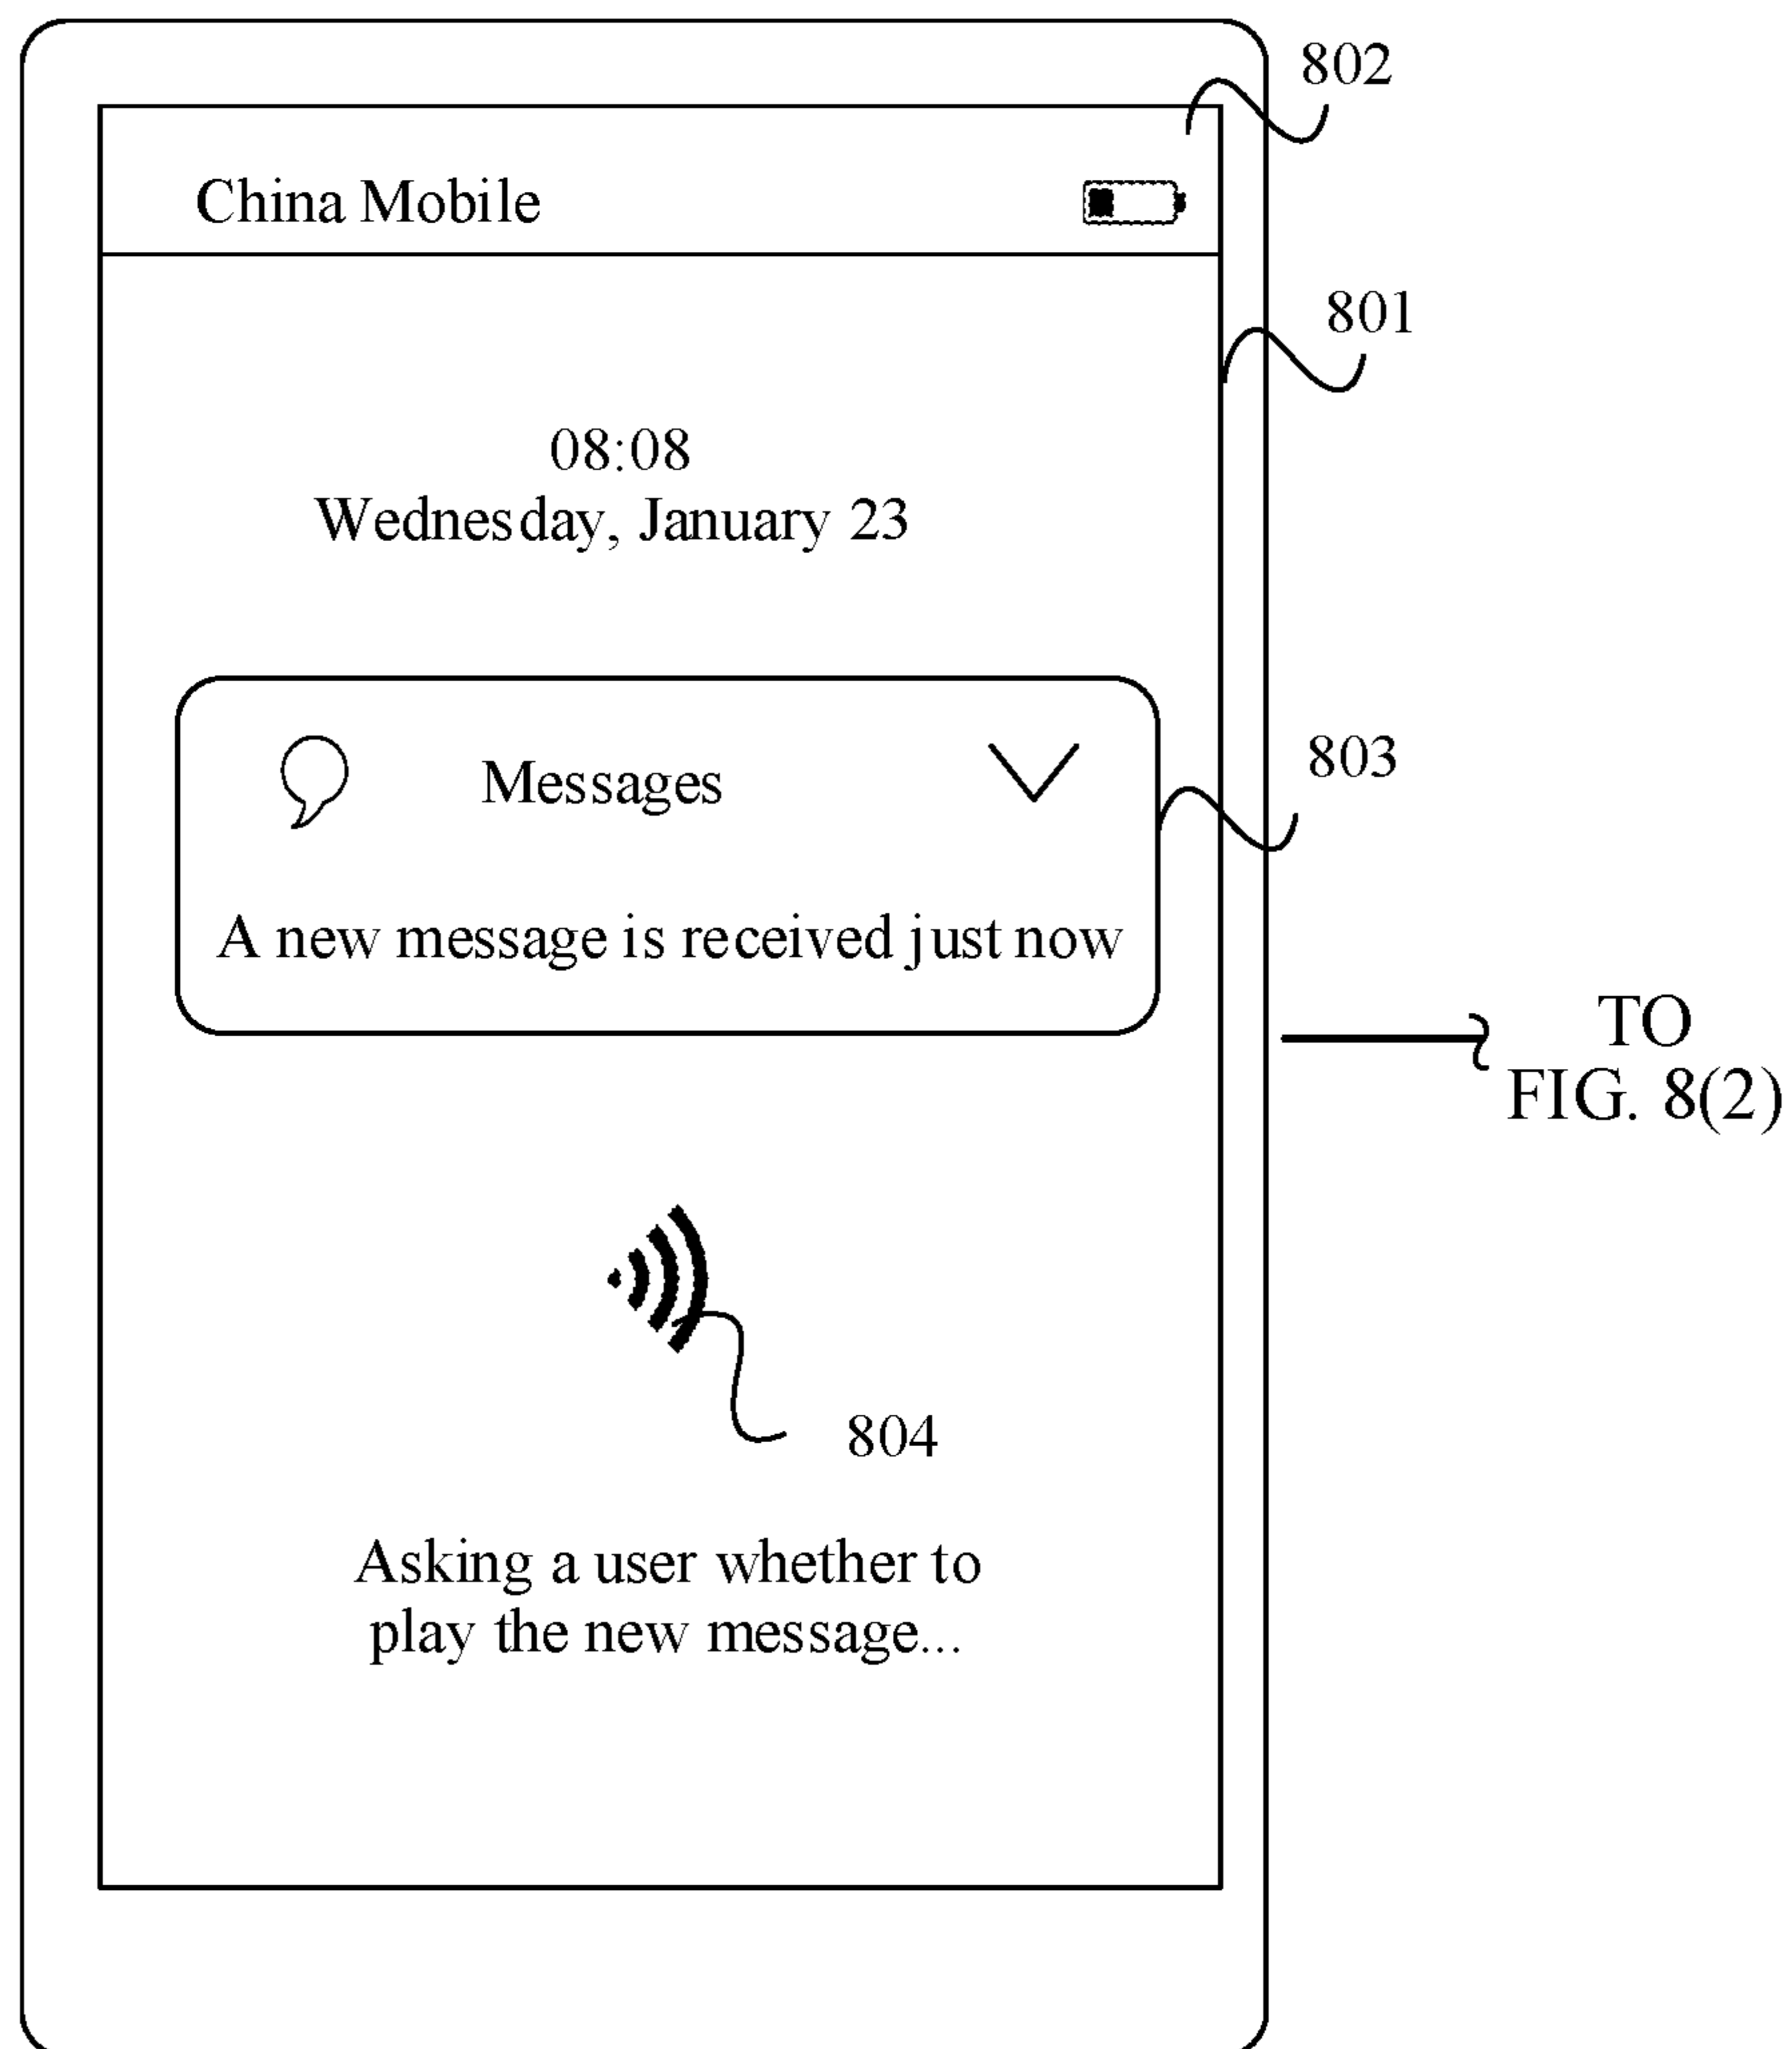 802
China Mobile
801
08:08
Wednesday, January 23
803
Messages
A new message is received just now
TO
FIG. 8(2)
804
Asking a user whether to
play the new message...